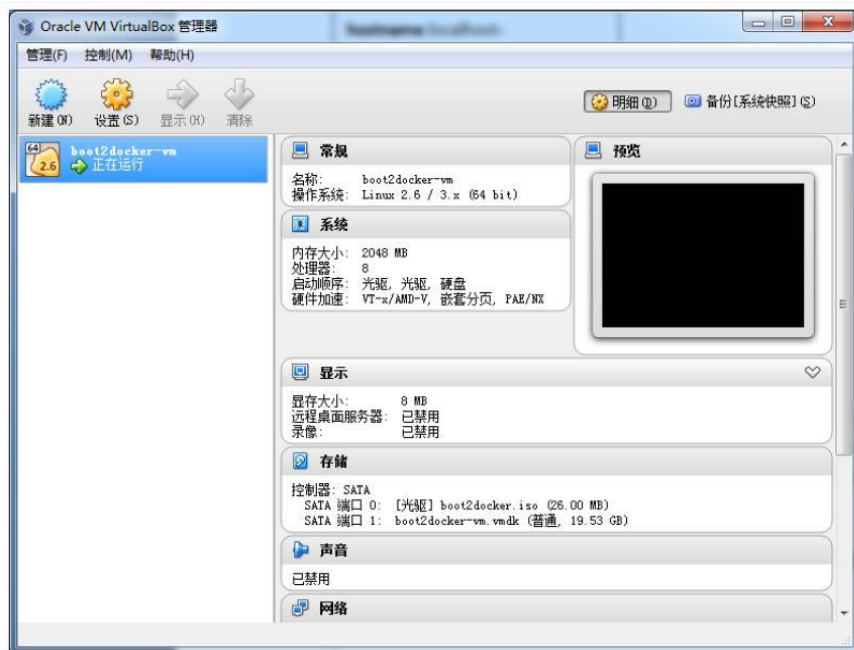 Oracle VM VirtualBox 管理器
管理(F) 控制(M) 帮助(H)
新建(N) 设置(S) 显示(H) 清除
明细(D) 备份[系统快照](S)
64
2.6
boot2docker-vm
正在运行
常规
名称: boot2docker-vm
操作系统: Linux 2.6 / 3.x (64 bit)
预览
系统
内存大小: 2048 MB
处理器: 8
启动顺序: 光驱, 光驱, 硬盘
硬件加速: VT-x/AMD-V, 嵌套分页, PAE/NX
显示
显存大小: 8 MB
远程桌面服务器: 已禁用
录像: 已禁用
存储
控制器: SATA
SATA 端口 0: [光驱] boot2docker.iso (26.00 MB)
SATA 端口 1: boot2docker-vm.vmdk (普通, 19.53 GB)
声音
已禁用
网络